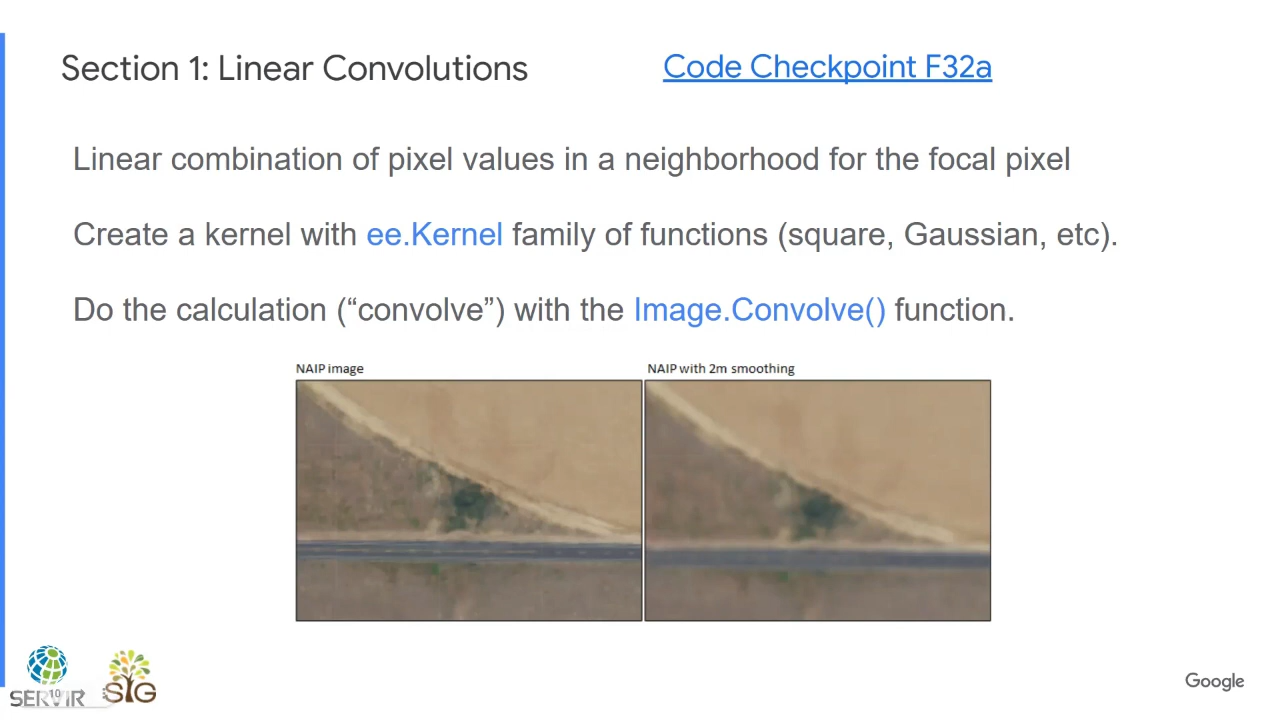 Section 1: Linear Convolutions
Code Checkpoint F32a
Linear combination of pixel values in a neighborhood for the focal pixel
Create a kernel with ee.Kernel family of functions (square, Gaussian, etc).
Do the calculation (“convolve”) with the Image.Convolve() function.
NAIP image
NAIP with 2m smoothing
SERVIR
10
SIG
Google